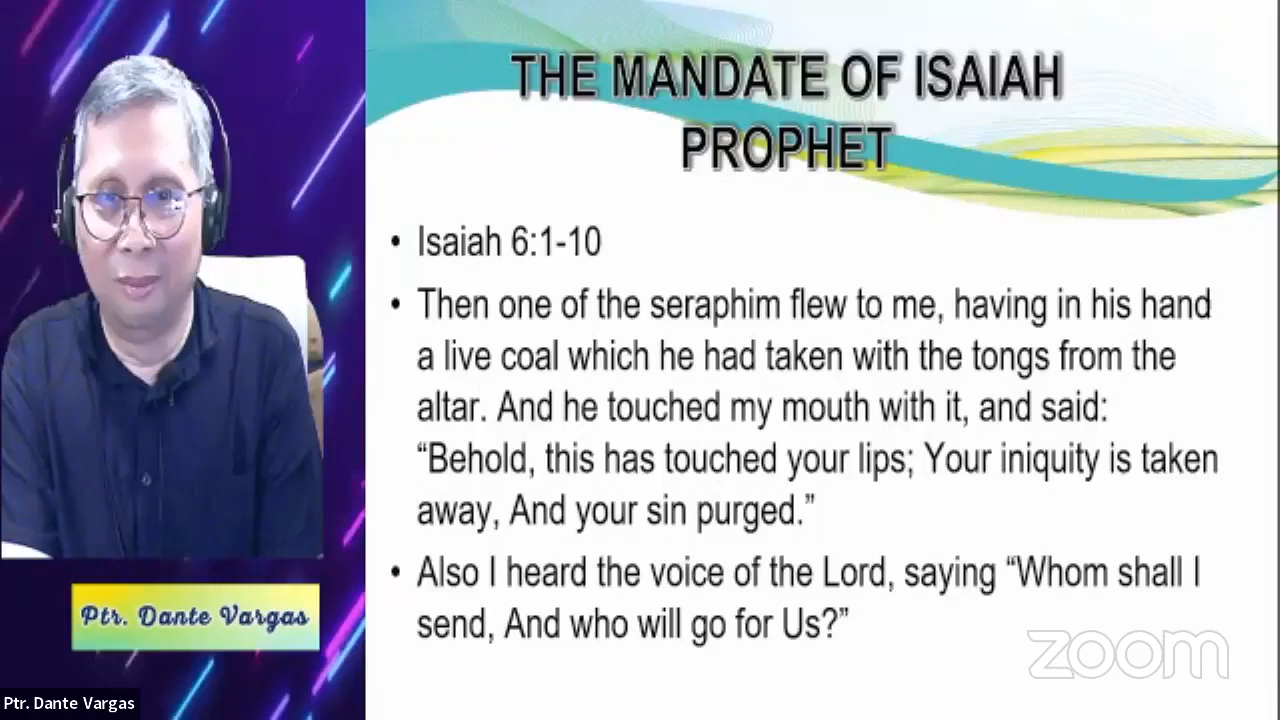 THE MANDATE OF ISAIAH
PROPHET
• Isaiah 6:1-10
• Then one of the seraphim flew to me, having in his hand
a live coal which he had taken with the tongs from the
altar. And he touched my mouth with it, and said:
“Behold, this has touched your lips; Your iniquity is taken
away, And your sin purged.”
• Also I heard the voice of the Lord, saying “Whom shall I
send, And who will go for Us?”
zoom
Ptr. Dante Vargas
Ptr. Dante Vargas